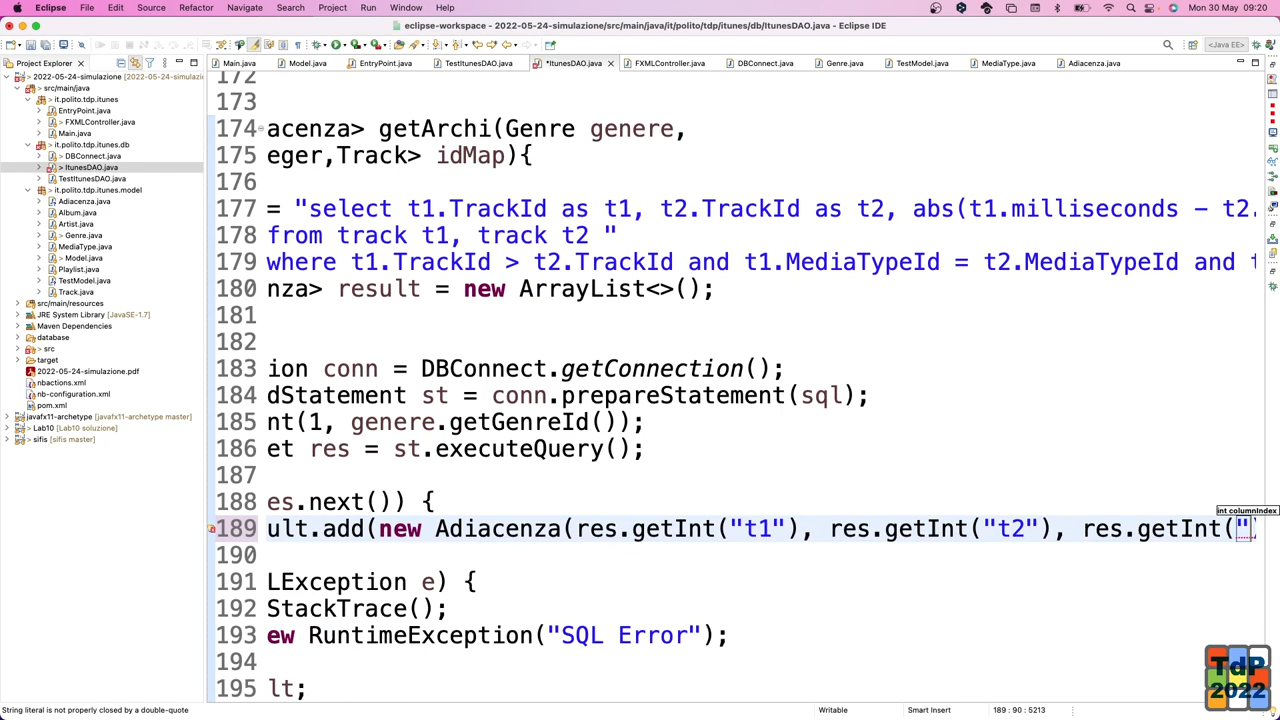 Eclipse File Edit Source Refactor Navigate Search Project Run Window Help Mon 30 May 09:20
eclipse-workspace - 2022-05-24-simulazione/src/main/java/it/polito/tdp/itunes/db/ItunesDAO.java - Eclipse IDE
<Java EE>
Project Explorer
Main.java Model.java EntryPoint.java TestItunesDAO.java *ItunesDAO.java FXMLController.java DBConnect.java Genre.java TestModel.java MediaType.java Adiacenza.java
> 2022-05-24-simulazione [2022-05-24-simulazi
> src/main/java
it.polito.tdp.itunes
EntryPoint.java
> FXMLController.java
> Main.java
> it.polito.tdp.itunes.db
> DBConnect.java
> ItunesDAO.java
> TestItunesDAO.java
> it.polito.tdp.itunes.model
Adiacenza.java
Album.java
Artist.java
> Genre.java
MediaType.java
> Model.java
Playlist.java
TestModel.java
Track.java
src/main/resources
JRE System Library [JavaSE-1.7]
Maven Dependencies
database
> src
target
2022-05-24-simulazione.pdf
nbactions.xml
nb-configuration.xml
pom.xml
javafx11-archetype [javafx11-archetype master]
> Lab10 [Lab10 soluzione]
> sifis [sifis master]
172
173
174 acenza> getArchi(Genre genere,
175 eger,Track> idMap){
176
177 = "select t1.TrackId as t1, t2.TrackId as t2, abs(t1.milliseconds - t2.
178 from track t1, track t2 "
179 where t1.TrackId > t2.TrackId and t1.MediaTypeId = t2.MediaTypeId and t
180 nza> result = new ArrayList<>();
181
182
183 ion conn = DBConnect.getConnection();
184 dStatement st = conn.prepareStatement(sql);
185 nt(1, genere.getGenreId());
186 et res = st.executeQuery();
187
188 es.next()) {
int columnIndex
189 ult.add(new Adiacenza(res.getInt("t1"), res.getInt("t2"), res.getInt(")
190
191 LException e) {
192 StackTrace();
193 ew RuntimeException("SQL Error");
194
195 lt;
TdP
2022
String literal is not properly closed by a double-quote Writable Smart Insert 189 : 90 : 5213